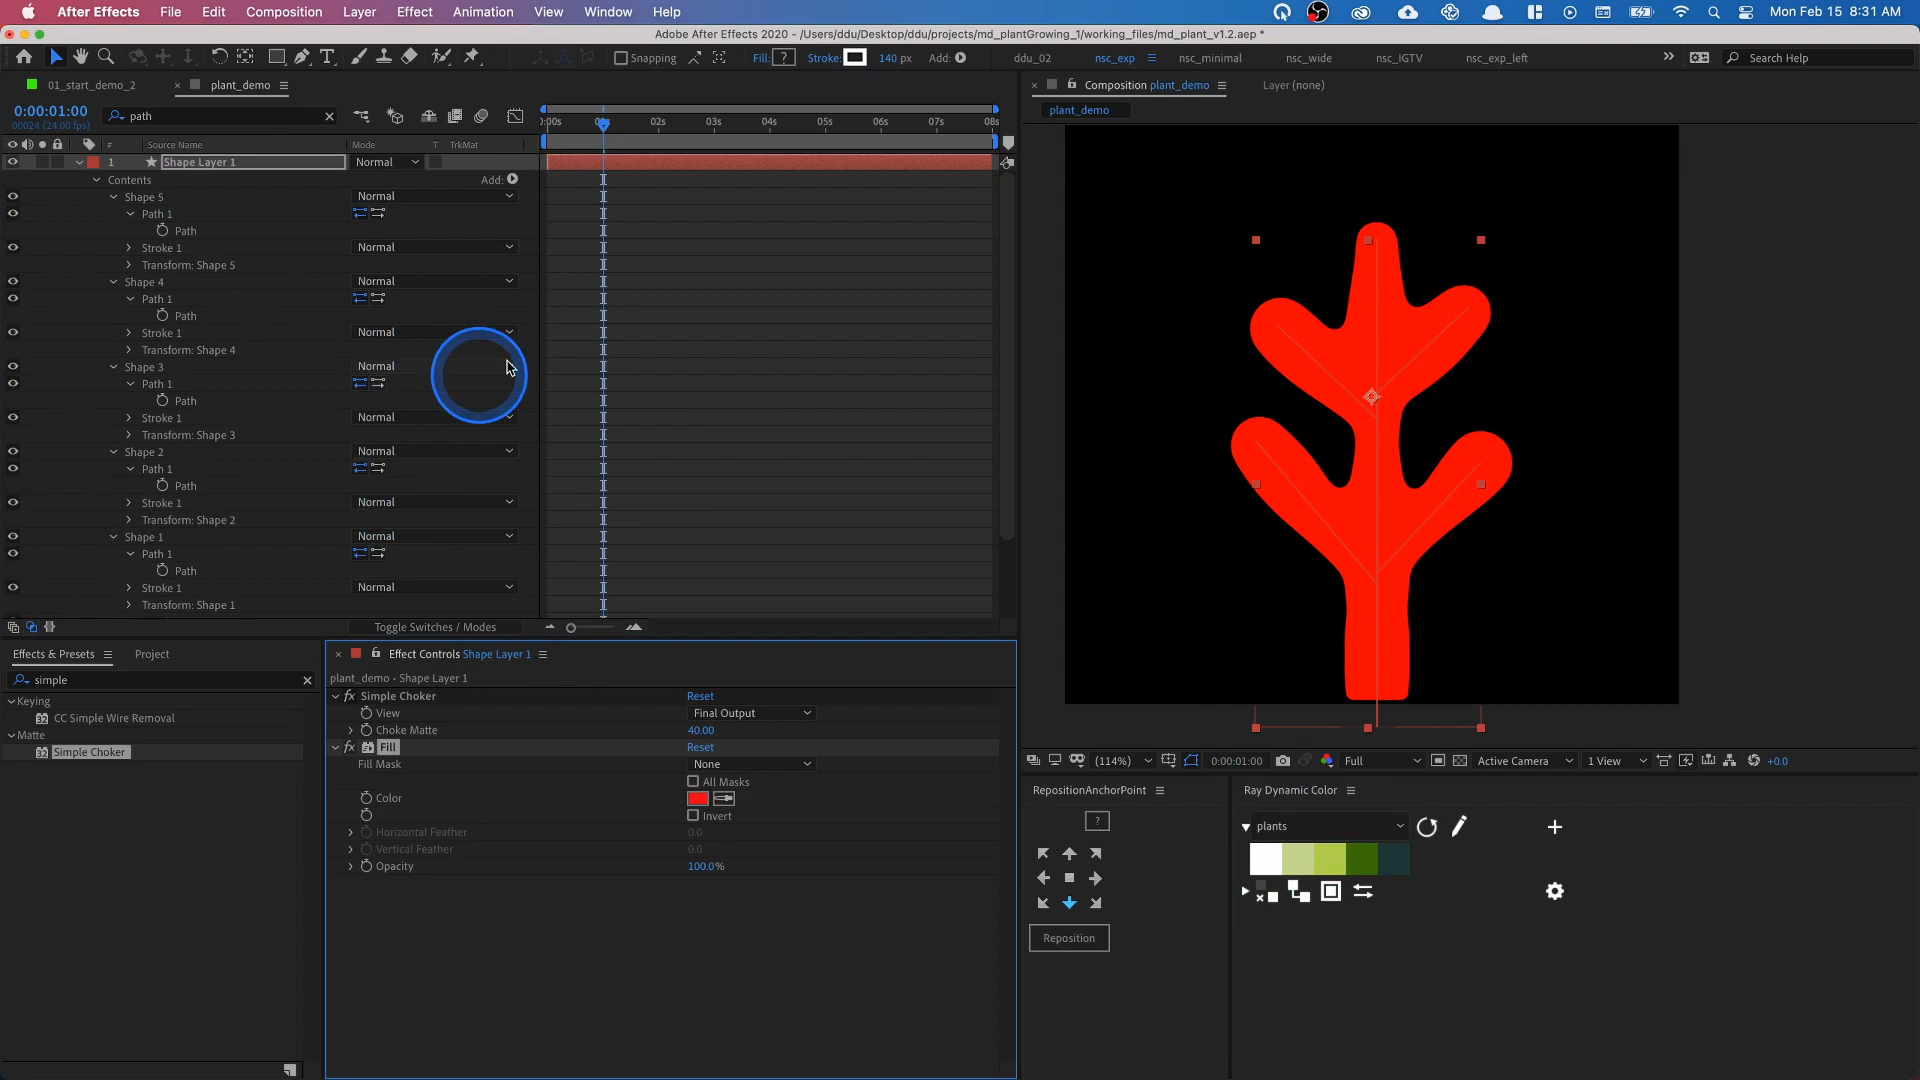 After Effects File Edit Composition Layer Effect Animation View Window Help Mon Feb 15 8:31 AM
Adobe After Effects 2020 - /Users/ddu/Desktop/ddu/projects/md_plantGrowing_1/working_files/md_plant_v1.2.aep *
Snapping Fill: ? Stroke: 140 px Add: ddu_02 nsc_exp nsc_minimal nsc_wide nsc_IGTV nsc_exp_left Search Help
01_start_demo_2 plant_demo
Composition plant_demo Layer (none)
0:00:01:00
00024 (24.00 fps)
path
plant_demo
:00s 02s 03s 04s 05s 06s 07s 08s
# Source Name Mode T TrkMat
1 Shape Layer 1 Normal
Contents Add:
Shape 5 Normal
Path 1
Path
Stroke 1 Normal
Transform: Shape 5
Shape 4 Normal
Path 1
Path
Stroke 1 Normal
Transform: Shape 4
Shape 3 Normal
Path 1
Path
Stroke 1 Normal
Transform: Shape 3
Shape 2 Normal
Path 1
Path
Stroke 1 Normal
Transform: Shape 2
Shape 1 Normal
Path 1
Path
Stroke 1 Normal
Transform: Shape 1
Toggle Switches / Modes
Effects & Presets Project
simple
Keying
CC Simple Wire Removal
Matte
Simple Choker
Effect Controls Shape Layer 1
plant_demo • Shape Layer 1
fx Simple Choker Reset
View Final Output
Choke Matte 40.00
fx Fill Reset
Fill Mask None
All Masks
Color
Invert
Horizontal Feather 0.0
Vertical Feather 0.0
Opacity 100.0%
(114%) 0:00:01:00 Full Active Camera 1 View +0.0
RepositionAnchorPoint
?
Reposition
Ray Dynamic Color
plants